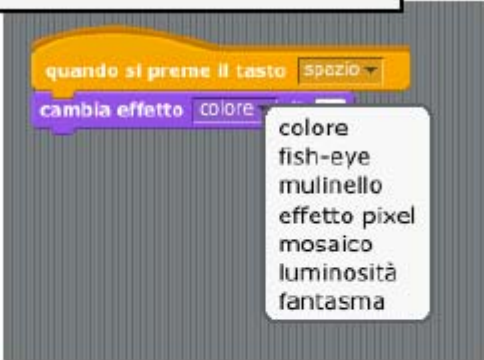 quando si preme il tasto spazio
cambia effetto colore
colore
fish-eye
mulinello
effetto pixel
mosaico
luminosità
fantasma